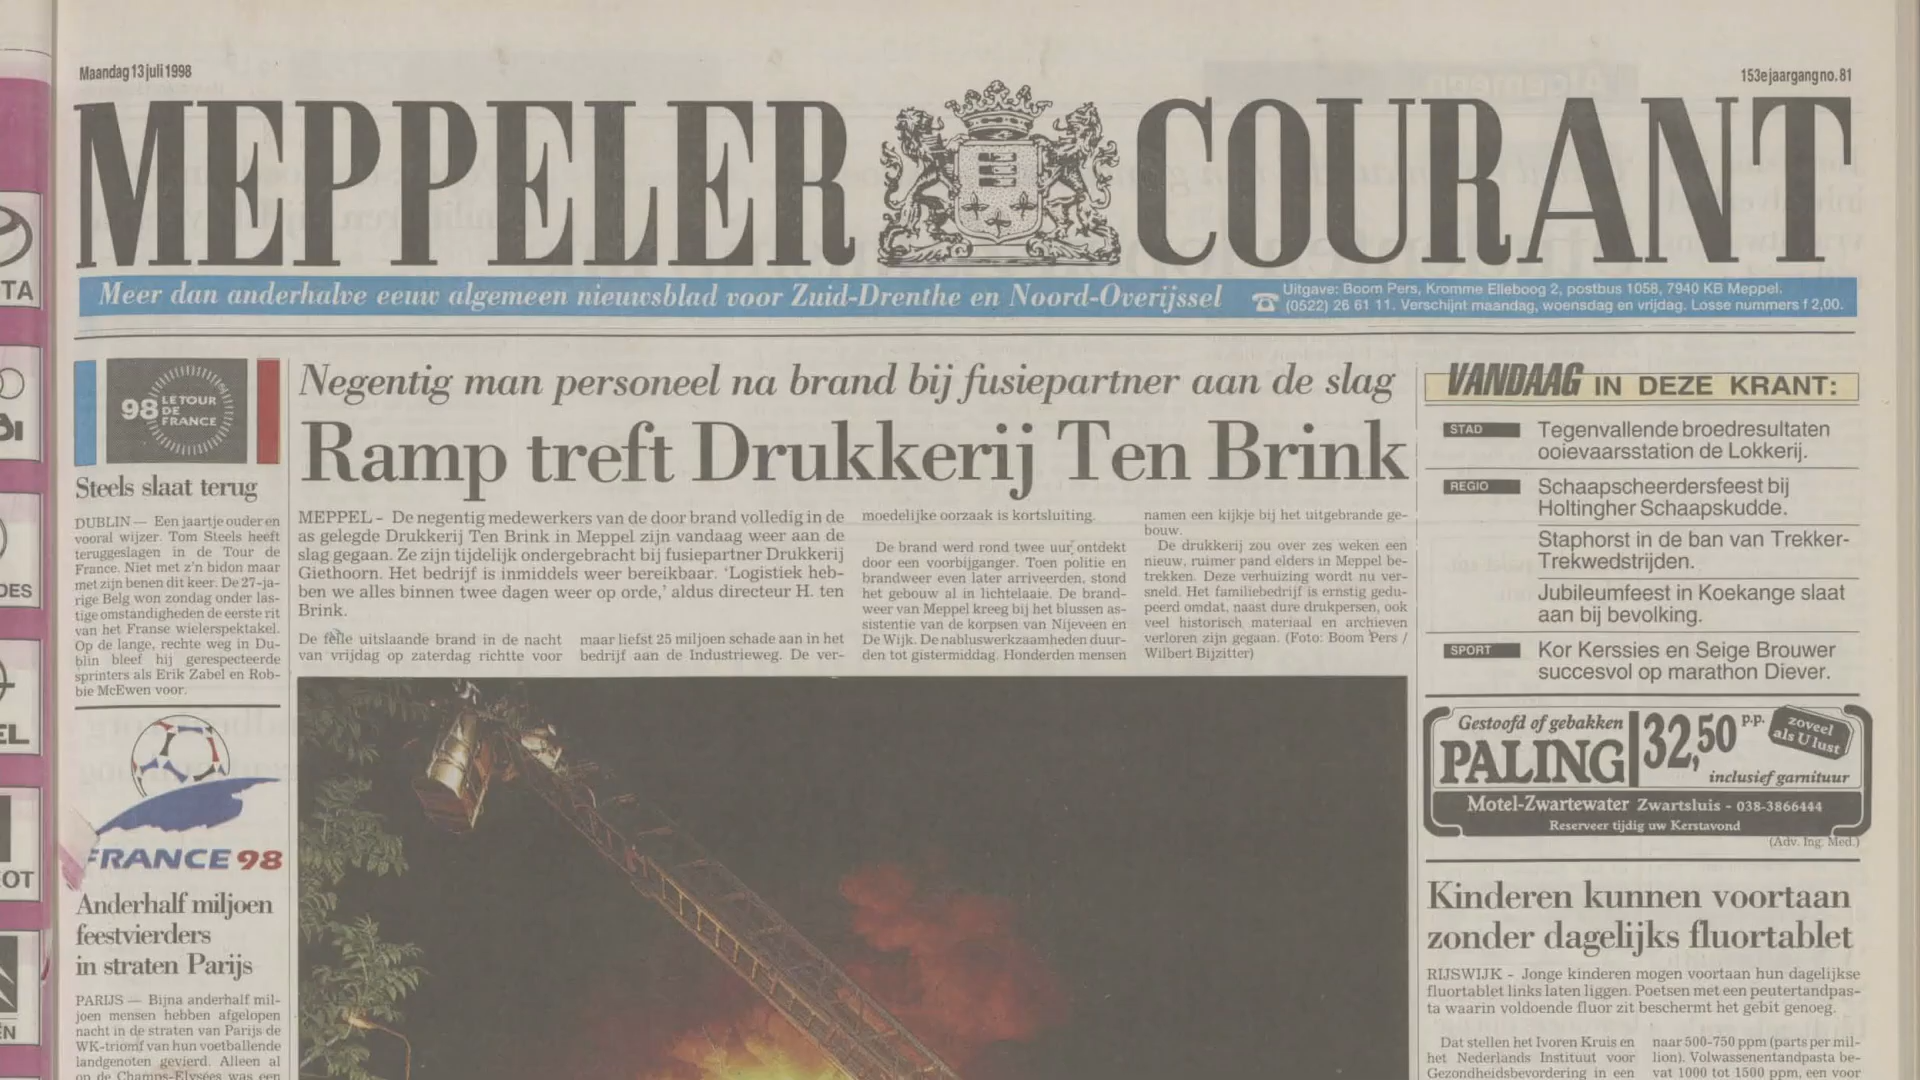 Maandag 13 juli 1998
153e jaargang no. 81
MEPPELER COURANT
Meer dan anderhalve eeuw algemeen nieuwsblad voor Zuid-Drenthe en Noord-Overijssel
Uitgave: Boom Pers, Kromme Elleboog 2, postbus 1058, 7940 KB Meppel.
(0522) 26 61 11. Verschijnt maandag, woensdag en vrijdag. Losse nummers f 2,00.
TA
DES
EL
OT
N
98 LE TOUR
DE
FRANCE
Steels slaat terug
DUBLIN — Een jaartje ouder en
vooral wijzer. Tom Steels heeft
teruggeslagen in de Tour de
France. Niet met z'n bidon maar
met zijn benen dit keer. De 27-ja-
rige Belg won zondag onder las-
tige omstandigheden de eerste rit
van het Franse wielerspektakel.
Op de lange, rechte weg in Du-
blin bleef hij gerespecteerde
sprinters als Erik Zabel en Rob-
bie McEwen voor.
FRANCE 98
Anderhalf miljoen
feestvierders
in straten Parijs
PARIJS — Bijna anderhalf mil-
joen mensen hebben afgelopen
nacht in de straten van Parijs de
WK-triomf van hun voetballende
landgenoten gevierd. Alleen al
op de Champs-Elysées was een
Negentig man personeel na brand bij fusiepartner aan de slag
Ramp treft Drukkerij Ten Brink
MEPPEL - De negentig medewerkers van de door brand volledig in de
as gelegde Drukkerij Ten Brink in Meppel zijn vandaag weer aan de
slag gegaan. Ze zijn tijdelijk ondergebracht bij fusiepartner Drukkerij
Giethoorn. Het bedrijf is inmiddels weer bereikbaar. 'Logistiek heb-
ben we alles binnen twee dagen weer op orde,' aldus directeur H. ten
Brink.
De felle uitslaande brand in de nacht
van vrijdag op zaterdag richtte voor
maar liefst 25 miljoen schade aan in het
bedrijf aan de Industrieweg. De ver-
moedelijke oorzaak is kortsluiting.
De brand werd rond twee uur ontdekt
door een voorbijganger. Toen politie en
brandweer even later arriveerden, stond
het gebouw al in lichtelaaie. De brand-
weer van Meppel kreeg bij het blussen as-
sistentie van de korpsen van Nijeveen en
De Wijk. De nabluswerkzaamheden duur-
den tot gistermiddag. Honderden mensen
namen een kijkje bij het uitgebrande ge-
bouw.
De drukkerij zou over zes weken een
nieuw, ruimer pand elders in Meppel be-
trekken. Deze verhuizing wordt nu ver-
sneld. Het familiebedrijf is ernstig gedu-
peerd omdat, naast dure drukpersen, ook
veel historisch materiaal en archieven
verloren zijn gegaan. (Foto: Boom Pers /
Wilbert Bijzitter)
VANDAAG IN DEZE KRANT:
STAD Tegenvallende broedresultaten
ooievaarsstation de Lokkerij.
REGIO Schaapscheerdersfeest bij
Holtingher Schaapskudde.
Staphorst in de ban van Trekker-
Trekwedstrijden.
Jubileumfeest in Koekange slaat
aan bij bevolking.
SPORT Kor Kerssies en Seige Brouwer
succesvol op marathon Diever.
Gestoofd of gebakken
PALING 32,50 p.p.
zoveel
als U lust
inclusief garnituur
Motel-Zwartewater Zwartsluis - 038-3866444
Reserveer tijdig uw Kerstavond
(Adv. Ing. Med.)
Kinderen kunnen voortaan
zonder dagelijks fluortablet
RIJSWIJK - Jonge kinderen mogen voortaan hun dagelijkse
fluortablet links laten liggen. Poetsen met een peutertandpas-
ta waarin voldoende fluor zit beschermt het gebit genoeg.
Dat stellen het Ivoren Kruis en
het Nederlands Instituut voor
Gezondheidsbevordering in een
naar 500-750 ppm (parts per mil-
lion). Volwassenentandpasta be-
vat 1000 tot 1500 ppm, een voor